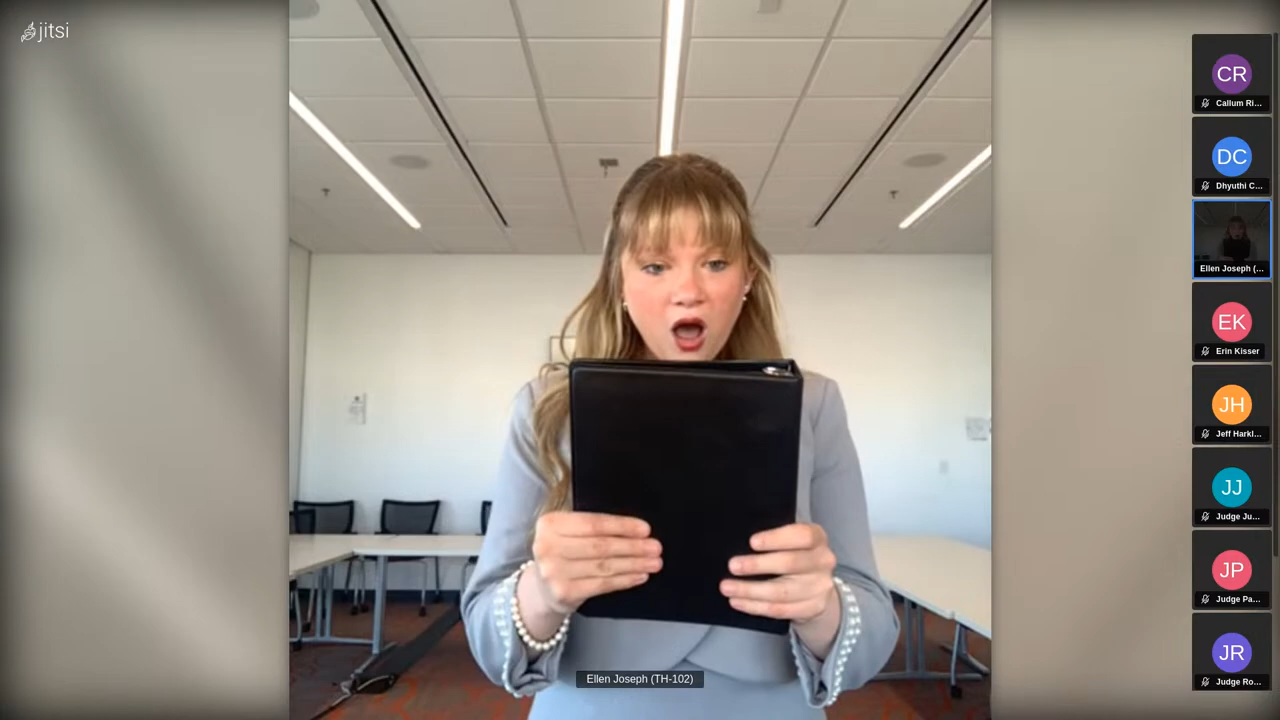 jitsi
CR
Callum Ri...
DC
Dhyuthi C...
Ellen Joseph (...
EK
Erin Kisser
JH
Jeff Harkl...
JJ
Judge Ju...
JP
Judge Pa...
JR
Judge Ro...
Ellen Joseph (TH-102)